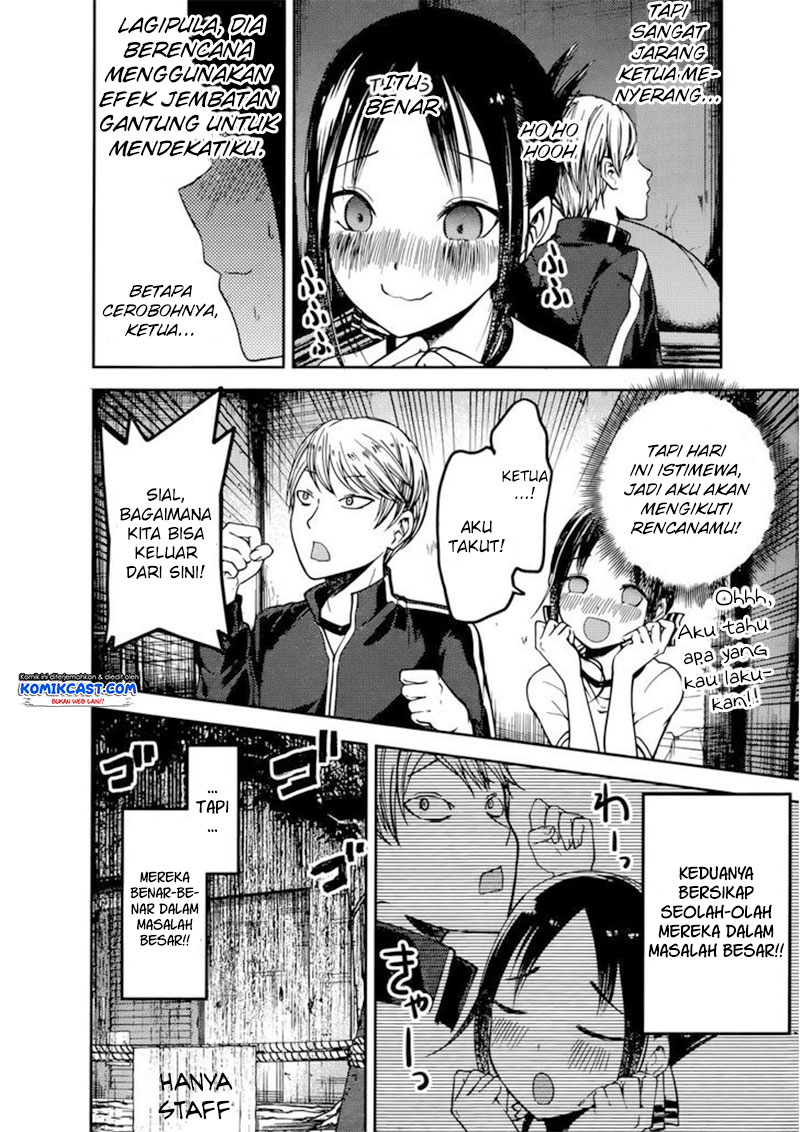 TAPI
SANGAT
JARANG
KETUA ME-
NYERANG...
HO HO
HOOH.
ITU
BENAR
ふふ
ふふ
LAGIPULA, DIA
BERENCANA
MENGGUNAKAN
EFEK JEMBATAN
GANTUNG UNTUK
MENDEKATIKU.
BETAPA
CEROBOHNYA,
KETUA...
TAPI HARI
INI ISTIMEWA,
JADI AKU AKAN
MENGIKUTI
RENCANAMU!
Ohhh,
Aku tahu
apa yang
kau laku-
kan!!
KETUA
...!
AKU
TAKUT!
SIAL,
BAGAIMANA
KITA BISA
KELUAR
DARI SINI!
Komik ini diterjemahkan & diedit oleh
KOMIKCAST.COM
BUKAN WEB LAIN!!
KEDUANYA
BERSIKAP
SEOLAH-OLAH
MEREKA DALAM
MASALAH BESAR!!
わーっ
きゃーっ
...
TAPI
...
MEREKA
BENAR-BE-
NAR DALAM
MASALAH
BESAR!!
ゴゴ
ゴゴ
HANYA
STAFF